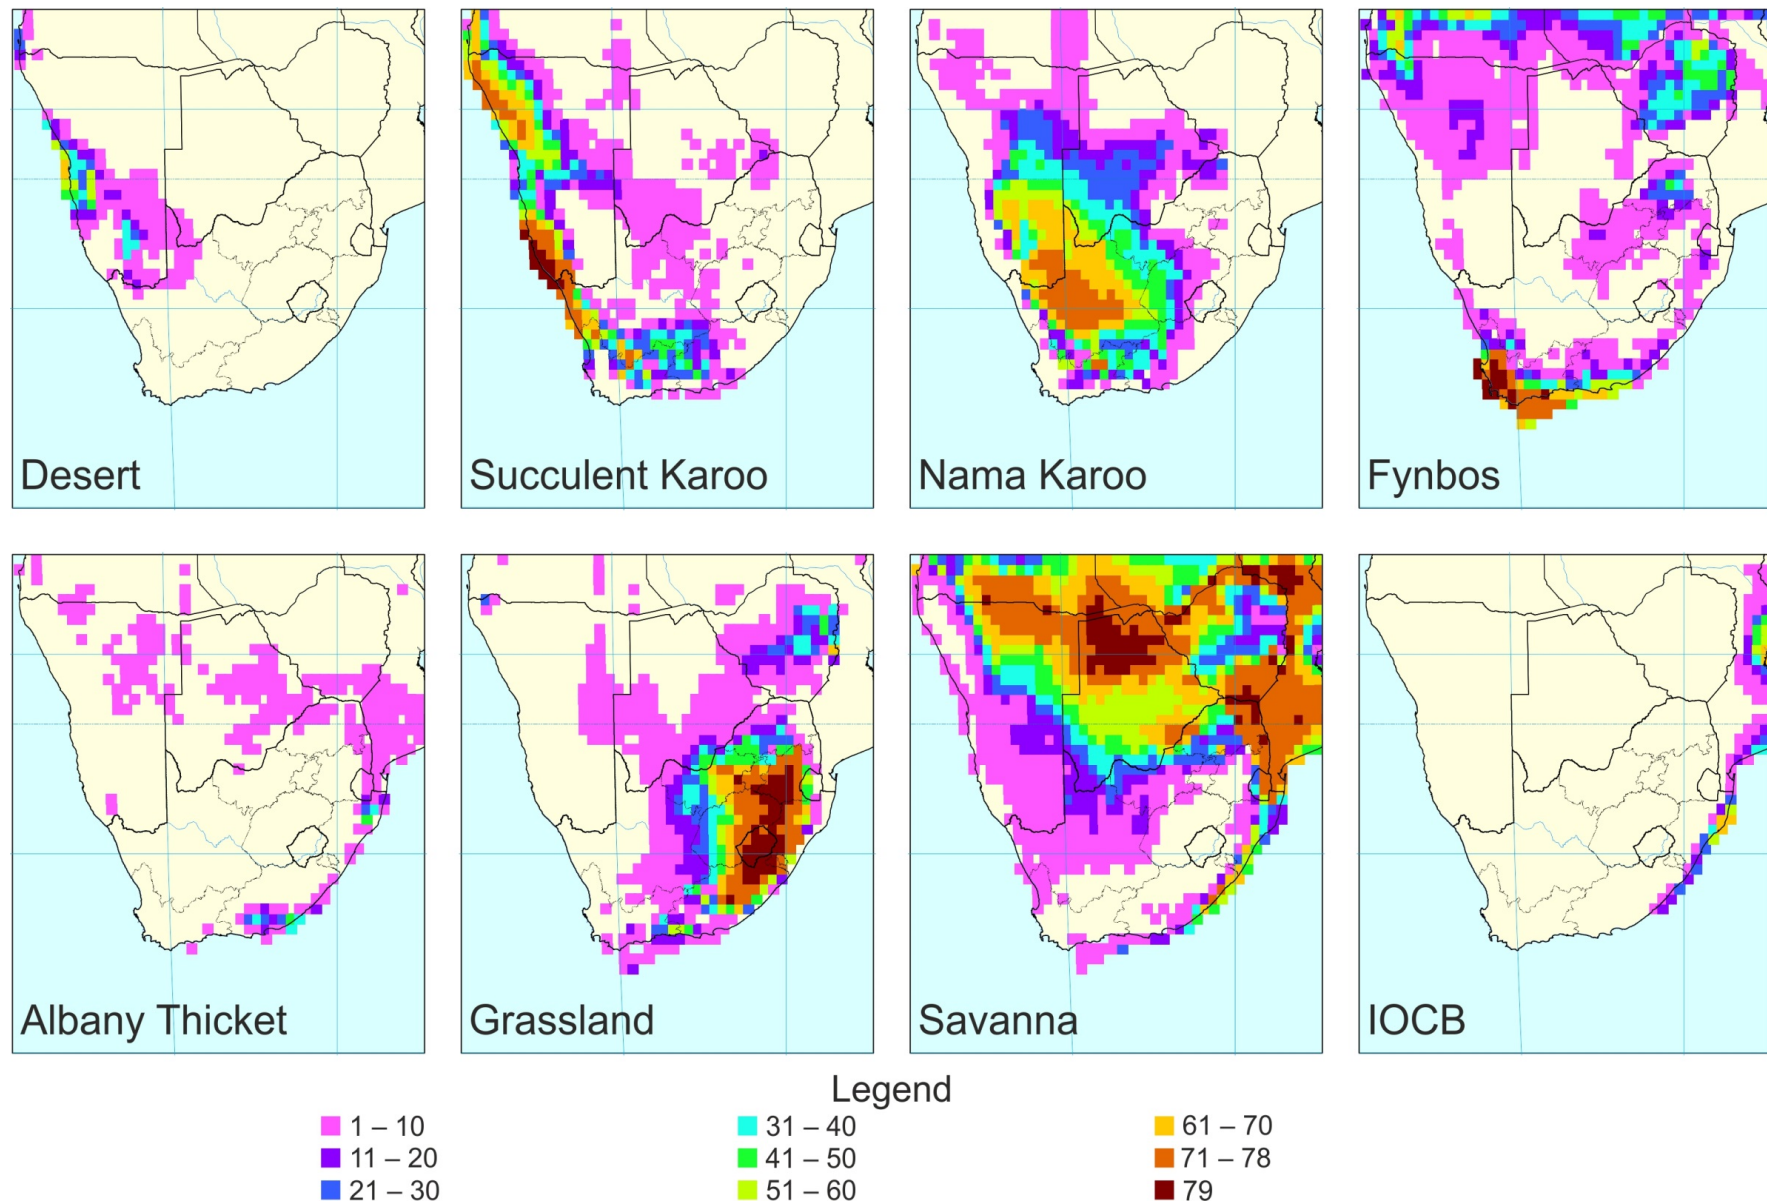 Desert
Succulent Karoo
Nama Karoo
Fynbos
Albany Thicket
Grassland
Savanna
IOCB
Legend
1 – 10
31 – 40
61 – 70
11 – 20
41 – 50
71 – 78
21 – 30
51 – 60
79